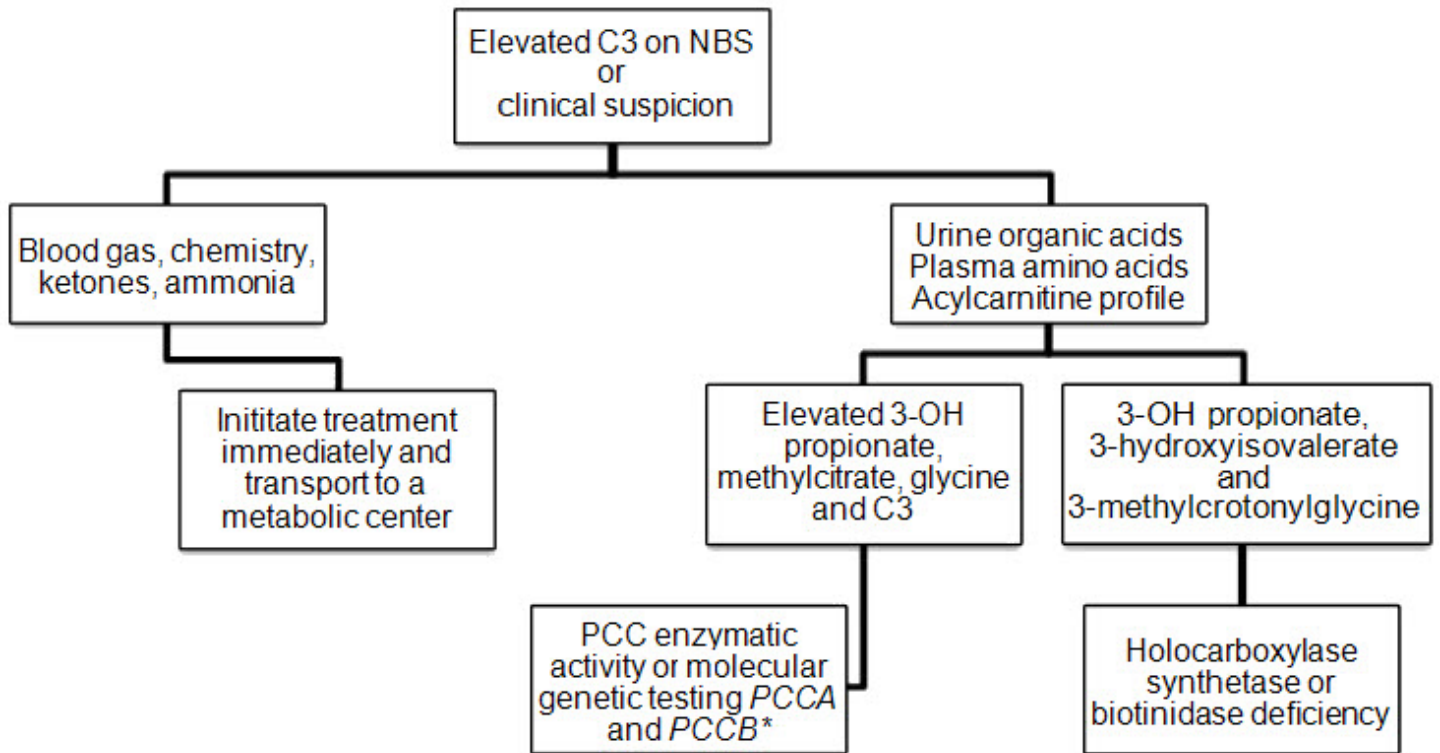 Elevated C3 on NBS
or
clinical suspicion
Blood gas, chemistry,
ketones, ammonia
Urine organic acids
Plasma amino acids
Acylcarnitine profile
Inititate treatment
immediately and
transport to a
metabolic center
Elevated 3-OH
propionate,
methylcitrate, glycine
and C3
3-OH propionate,
3-hydroxyisovalerate
and
3-methylcrotonylglycine
PCC enzymatic
activity or molecular
genetic testing PCCA
and PCCB*
Holocarboxylase
synthetase or
biotinidase deficiency